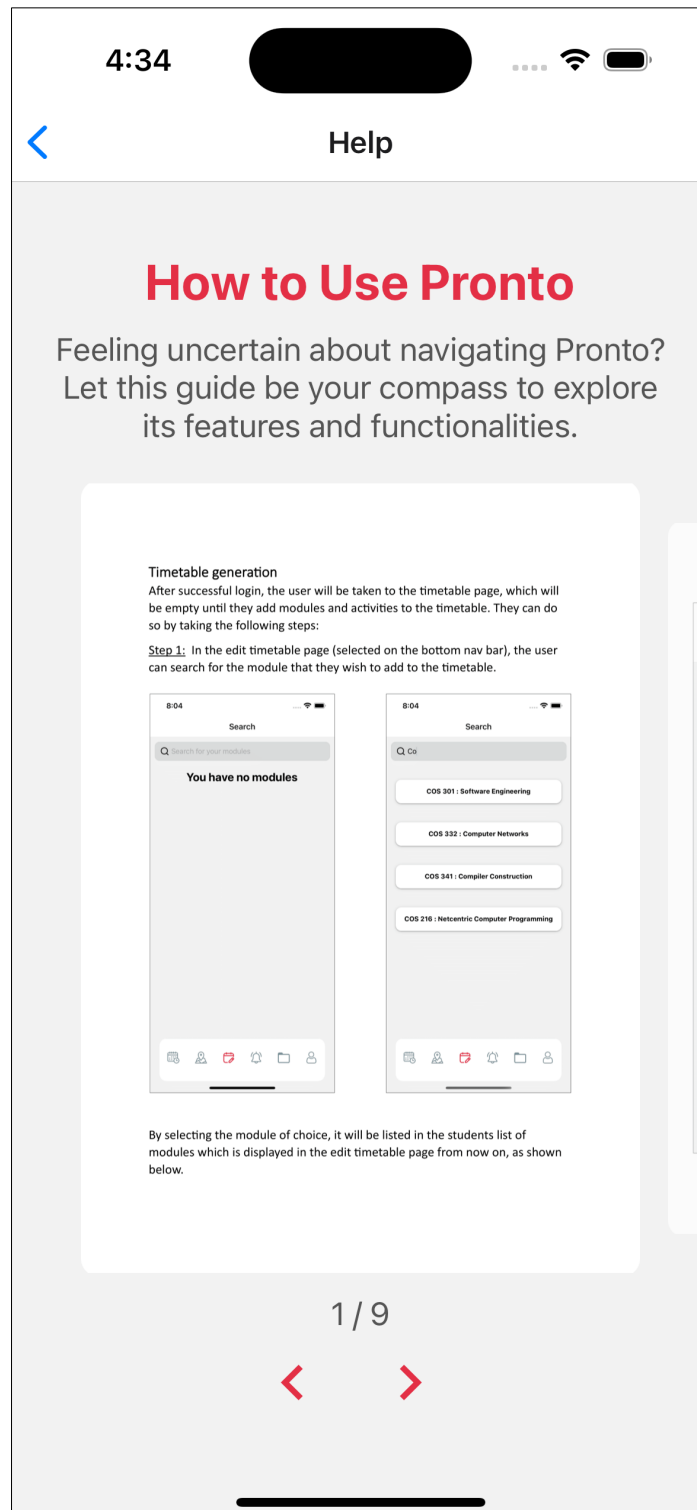 4:34
Help
How to Use Pronto
Feeling uncertain about navigating Pronto?
Let this guide be your compass to explore
its features and functionalities.
Timetable generation
After successful login, the user will be taken to the timetable page, which will
be empty until they add modules and activities to the timetable. They can do
so by taking the following steps:
Step 1: In the edit timetable page (selected on the bottom nav bar), the user
can search for the module that they wish to add to the timetable.
8:04
Search
Search for your modules
You have no modules
8:04
Search
Co
COS 301 : Software Engineering
COS 332 : Computer Networks
COS 341 : Compiler Construction
COS 216 : Netcentric Computer Programming
By selecting the module of choice, it will be listed in the students list of
modules which is displayed in the edit timetable page from now on, as shown
below.
1 / 9